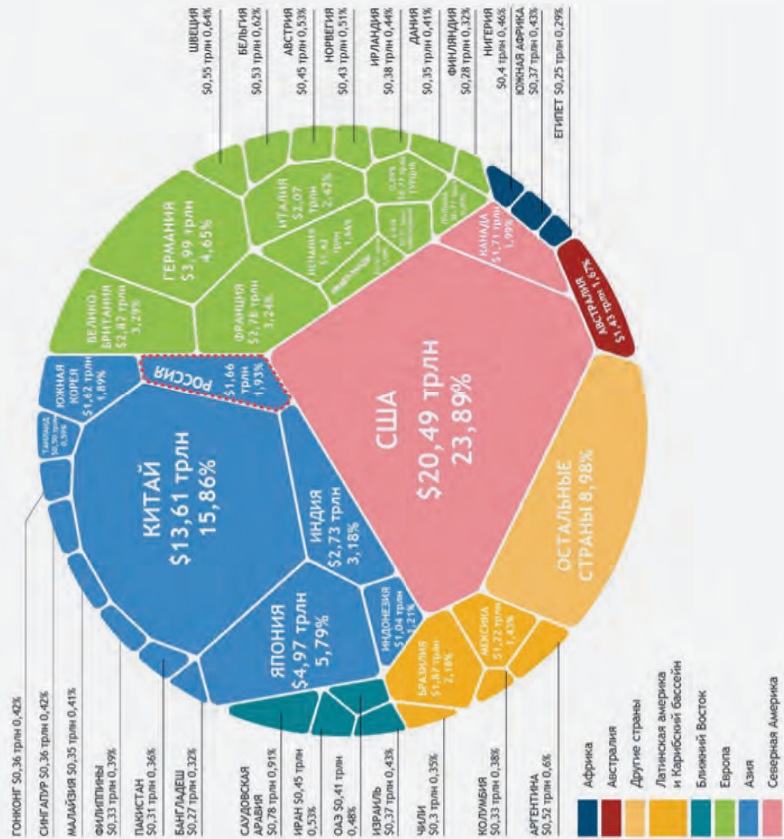 ГОНКОНГ $0,36 трлн 0,42%
СИНГАПУР $0,36 трлн 0,42%
МАЛАЙЗИЯ $0,35 трлн 0,41%
ФИЛИППИНЫ
$0,33 трлн 0,39%
ПАКИСТАН
$0,31 трлн 0,36%
БАНГЛАДЕШ
$0,27 трлн 0,32%
САУДОВСКАЯ
АРАВИЯ
$0,78 трлн 0,91%
ИРАН $0,45 трлн
0,53%
ОАЭ $0,41 трлн
0,48%
ИЗРАИЛЬ
$0,37 трлн 0,43%
ЧИЛИ
$0,3 трлн 0,35%
КОЛУМБИЯ
$0,33 трлн 0,38%
АРГЕНТИНА
$0,52 трлн 0,6%
ТАИЛАНД
$0,50 трлн
0,59%
ЮЖНАЯ
КОРЕЯ
$1,62 трлн
1,89%
КИТАЙ
$13,61 трлн
15,86%
РОССИЯ
$1,66
трлн
1,93%
ИНДИЯ
$2,73 трлн
3,18%
ЯПОНИЯ
$4,97 трлн
5,79%
ИНДОНЕЗИЯ
$1,04 трлн
1,21%
БРАЗИЛИЯ
$1,87 трлн
2,18%
МЕКСИКА
$1,22 трлн
1,43%
ВЕЛИКО-
БРИТАНИЯ
$2,82 трлн
3,29%
ГЕРМАНИЯ
$3,99 трлн
4,65%
ФРАНЦИЯ
$2,78 трлн
3,24%
ИТАЛИЯ
$2,07
трлн
2,42%
ИСПАНИЯ
$1,42
трлн
ТУРЦИЯ
США
$20,49 трлн
23,89%
КАНАДА
$1,71 трлн
1,99%
АВСТРАЛИЯ
$1,43 трлн 1,67%
ОСТАЛЬНЫЕ
СТРАНЫ 8,98%
ШВЕЦИЯ
$0,55 трлн 0,64%
БЕЛЬГИЯ
$0,53 трлн 0,62%
АВСТРИЯ
$0,45 трлн 0,53%
НОРВЕГИЯ
$0,43 трлн 0,51%
ИРЛАНДИЯ
$0,38 трлн 0,44%
ДАНИЯ
$0,35 трлн 0,41%
ФИНЛЯНДИЯ
$0,28 трлн 0,32%
НИГЕРИЯ
$0,4 трлн 0,46%
ЮЖНАЯ АФРИКА
$0,37 трлн 0,43%
ЕГИПЕТ $0,25 трлн 0,29%
Африка
Австралия
Другие страны
Латинская америка
и Карибский бассейн
Ближний Восток
Европа
Азия
Северная Америка